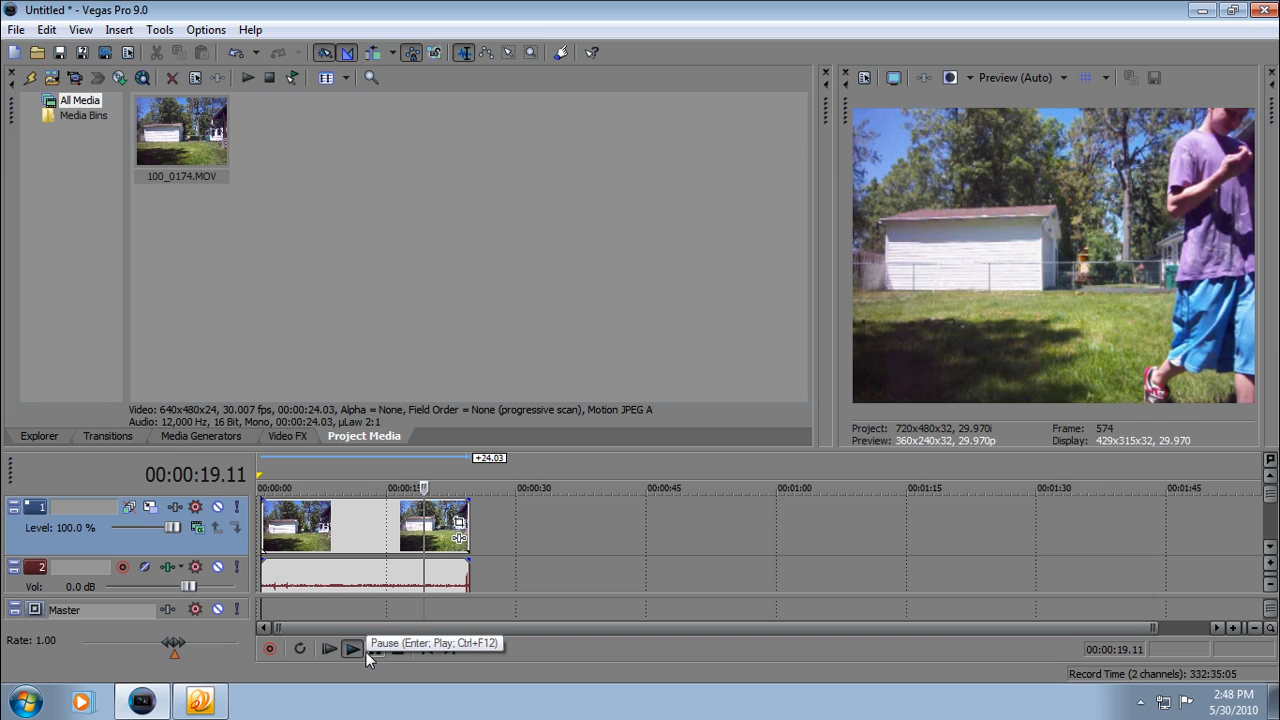 Untitled * - Vegas Pro 9.0
File Edit View Insert Tools Options Help
Preview (Auto)
All Media
Media Bins
100_0174.MOV
Video: 640x480x24, 30.007 fps, 00:00:24.03, Alpha = None, Field Order = None (progressive scan), Motion JPEG A
Audio: 12,000 Hz, 16 Bit, Mono, 00:00:24.03, µLaw 2:1
Explorer Transitions Media Generators Video FX Project Media
Project: 720x480x32, 29.970i Frame: 574
Preview: 360x240x32, 29.970p Display: 429x315x32, 29.970
+24.03
00:00:19.11
00:00:00 00:00:15 00:00:30 00:00:45 00:01:00 00:01:15 00:01:30 00:01:45
1
Level: 100.0 %
2
Vol: 0.0 dB
Master
Rate: 1.00
Pause (Enter; Play; Ctrl+F12)
00:00:19.11
Record Time (2 channels): 332:35:05
2:48 PM
5/30/2010